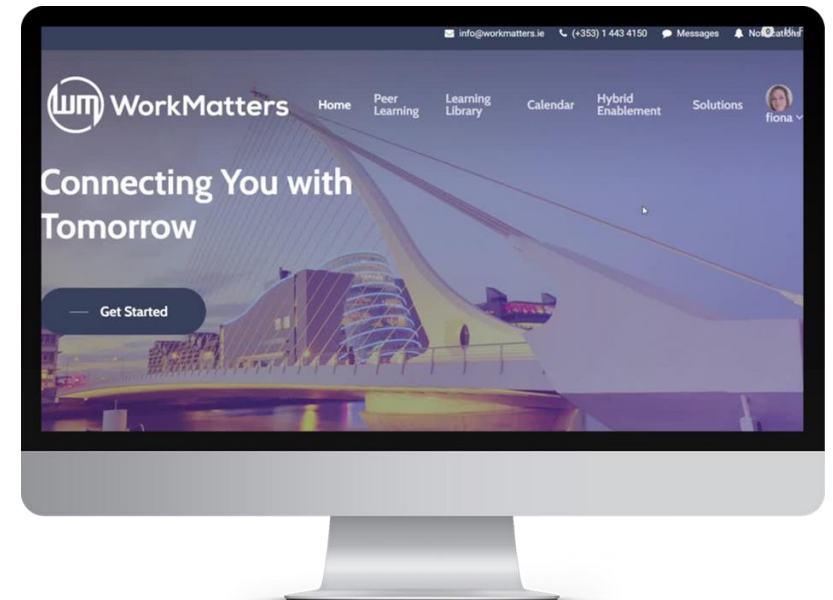 info@workmatters.ie (+353) 1 443 4150 Messages
WM WorkMatters
Home
Peer
Learning
Learning
Library
Calendar
Hybrid
Enablement
Solutions
fiona
Connecting You with
Tomorrow
Get Started